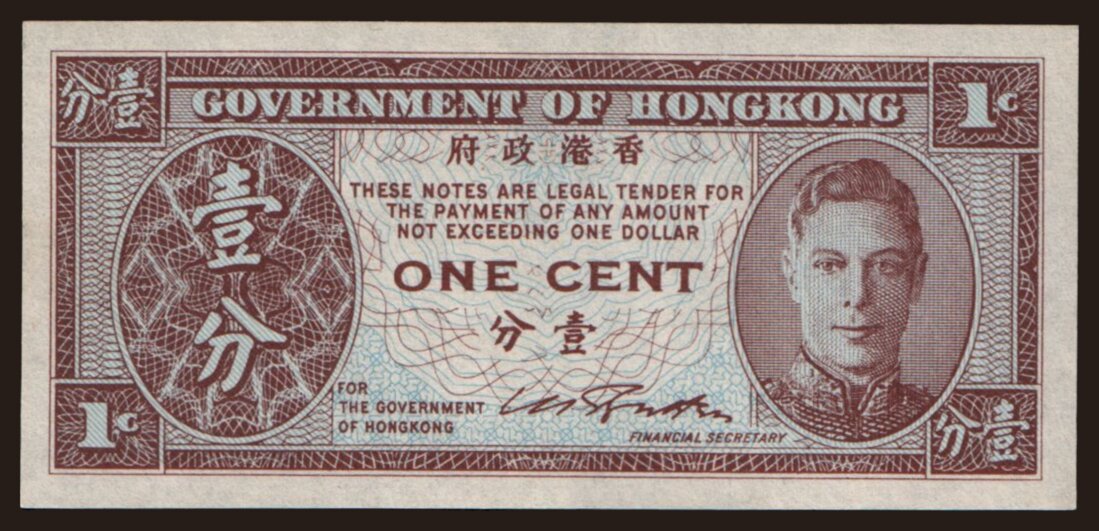 分壹
GOVERNMENT OF HONGKONG
1c
府政港香
THESE NOTES ARE LEGAL TENDER FOR
THE PAYMENT OF ANY AMOUNT
NOT EXCEEDING ONE DOLLAR
壹
分
ONE CENT
分壹
FOR
THE GOVERNMENT
OF HONGKONG
FINANCIAL SECRETARY
1c
分壹